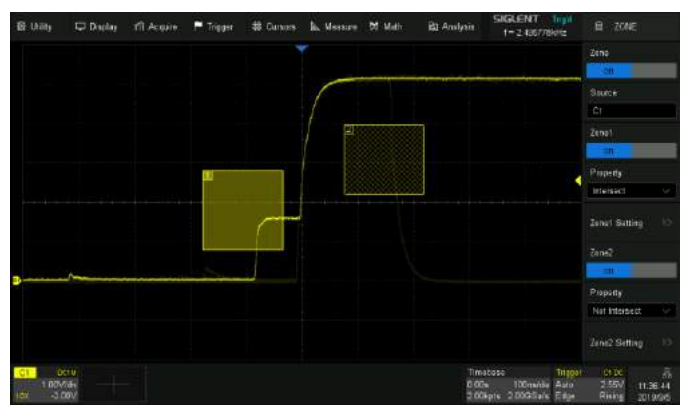 Utility Display Acquire Trigger Cursors Measure Math Analysis
SIGLENT Trig'd
f = 2.486778kHz
ZONE
Zone
on
Source
C1
Zone1
on
Property
Intersect
Zone1 Setting
Zone2
on
Property
Not Intersect
Zone2 Setting
1
2
C1 DC1M
1.00V/div
10X -3.00V
Timebase
0.00s 100ns/div
2.00kpts 2.00GSa/s
Trigger C1 DC
Auto 2.55V
Edge Rising
11:36:44
2019/9/5